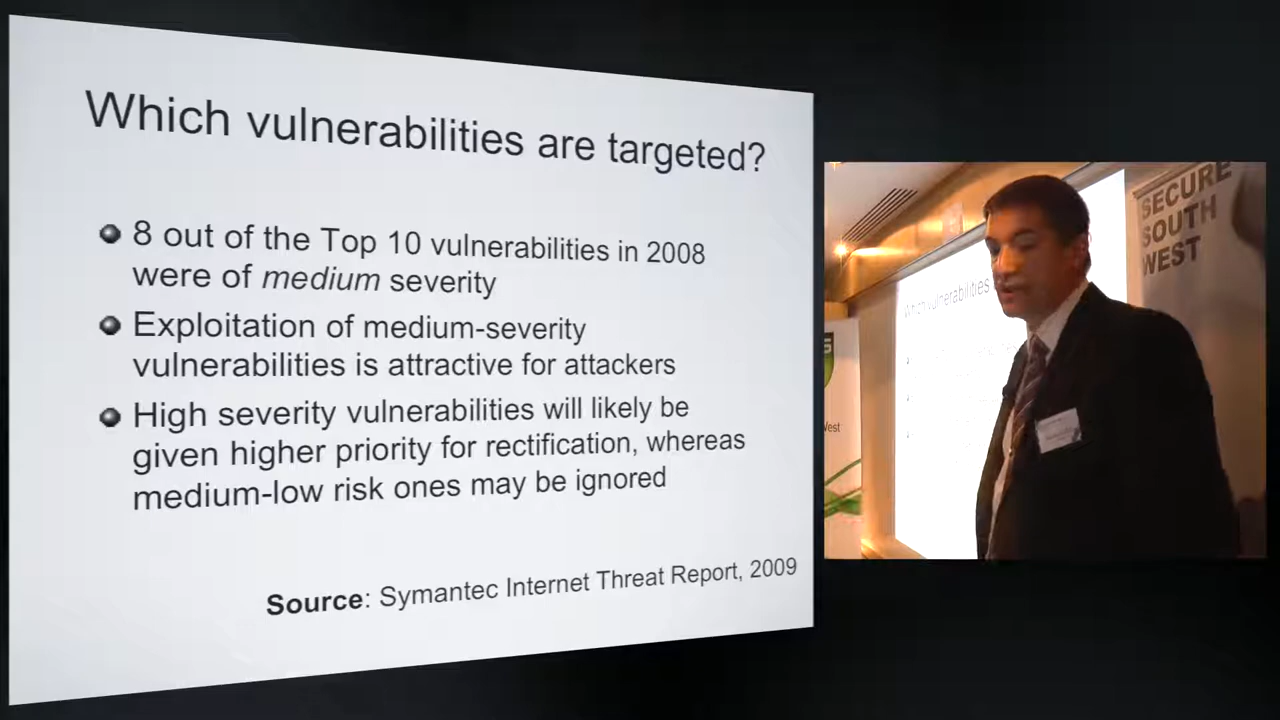 Which vulnerabilities are targeted?
8 out of the Top 10 vulnerabilities in 2008
were of medium severity
Exploitation of medium-severity
vulnerabilities is attractive for attackers
High severity vulnerabilities will likely be
given higher priority for rectification, whereas
medium-low risk ones may be ignored
Source: Symantec Internet Threat Report, 2009
Which vulnerabilities
SECURE
SOUTH
WEST